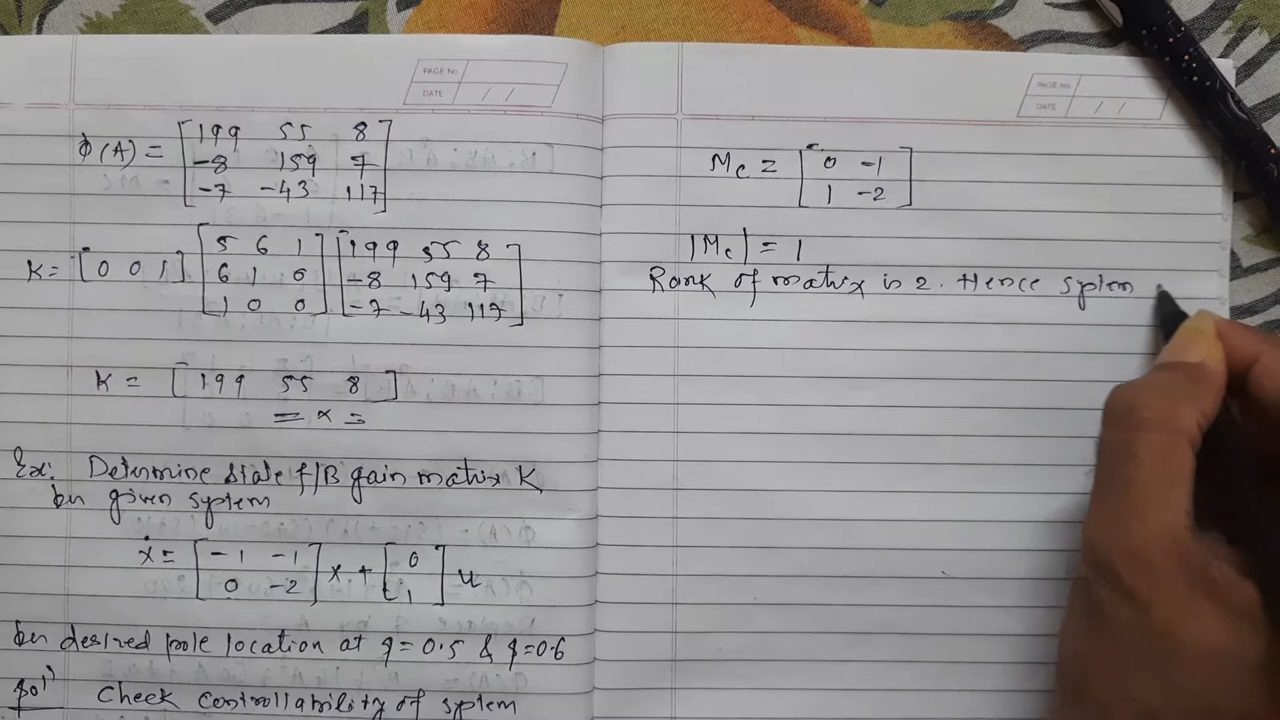 PAGE No.
DATE / /
Φ(A) = [199 55 8
-8 159 7
-7 -43 117]
K = [0 0 1] [5 6 1
6 1 0
1 0 0] [199 55 8
-8 159 7
-7 -43 117]
K = [199 55 8]
= x =
Ex: Determine state f/B gain matrix K
for given system
ẋ = [-1 -1
0 -2] x + [0
1] u
for desired pole location at q=0.5 & q=0.6
Solⁿ Check controllability of system
PAGE No.
DATE / /
Mc = [0 -1
1 -2]
|Mc| = 1
Rank of matrix is 2. Hence system